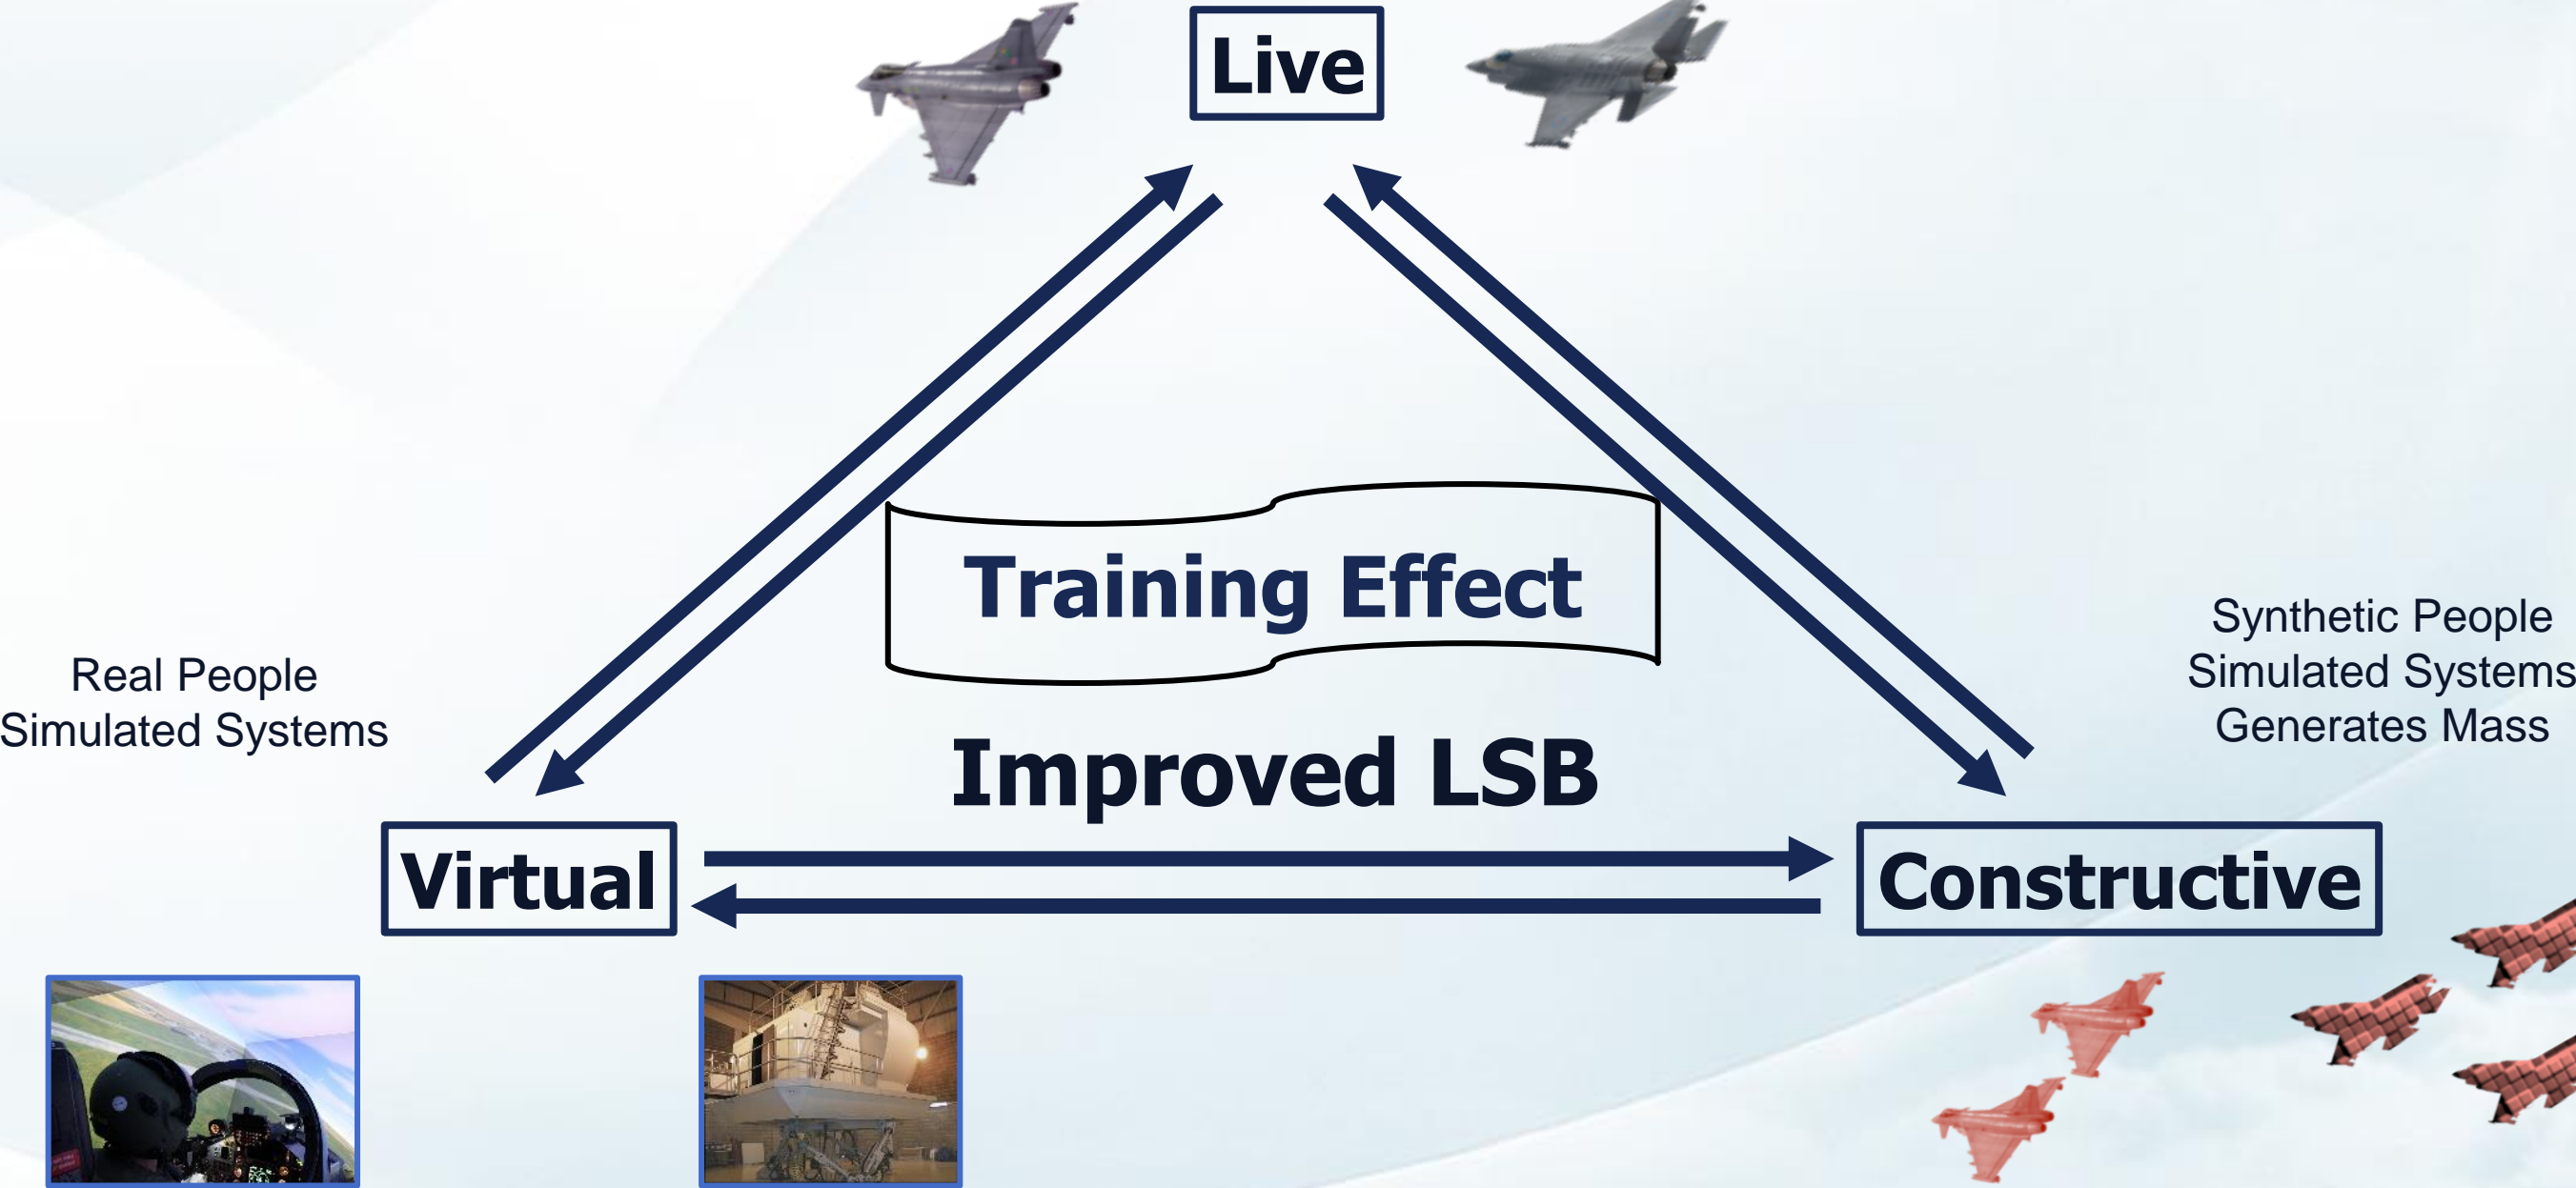 Live
Training Effect
Real People
Simulated Systems
Synthetic People
Simulated Systems
Generates Mass
Improved LSB
Virtual
Constructive